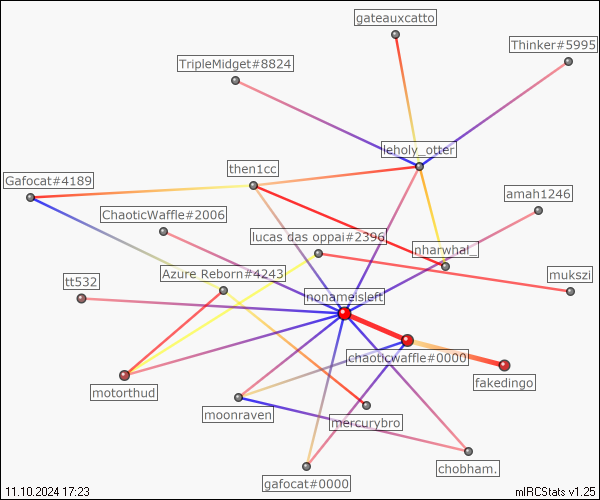 gateauxcatto
Thinker#5995
TripleMidget#8824
leholy_otter
then1cc
Gafocat#4189
amah1246
ChaoticWaffle#2006
lucas das oppai#2396
nharwhal_
Azure Reborn#4243
tt532
mukszi
nonameisleft
chaoticwaffle#0000
fakedingo
motorthud
moonraven
mercurybro
chobham.
gafocat#0000
11.10.2024 17:23
mIRCStats v1.25